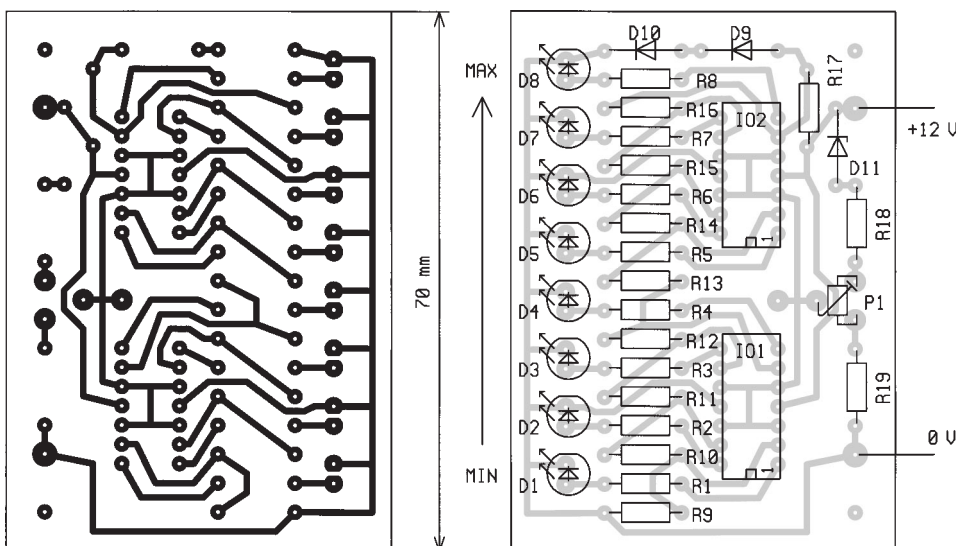 70 mm
MAX
MIN
D10
D9
D8
R8
R17
R16
IO2
+12 V
D7
R7
D11
R15
D6
R6
R18
R14
1
D5
R5
R13
D4
R4
P1
R12
IO1
D3
R3
R19
R11
D2
R2
0 V
R10
1
D1
R1
R9